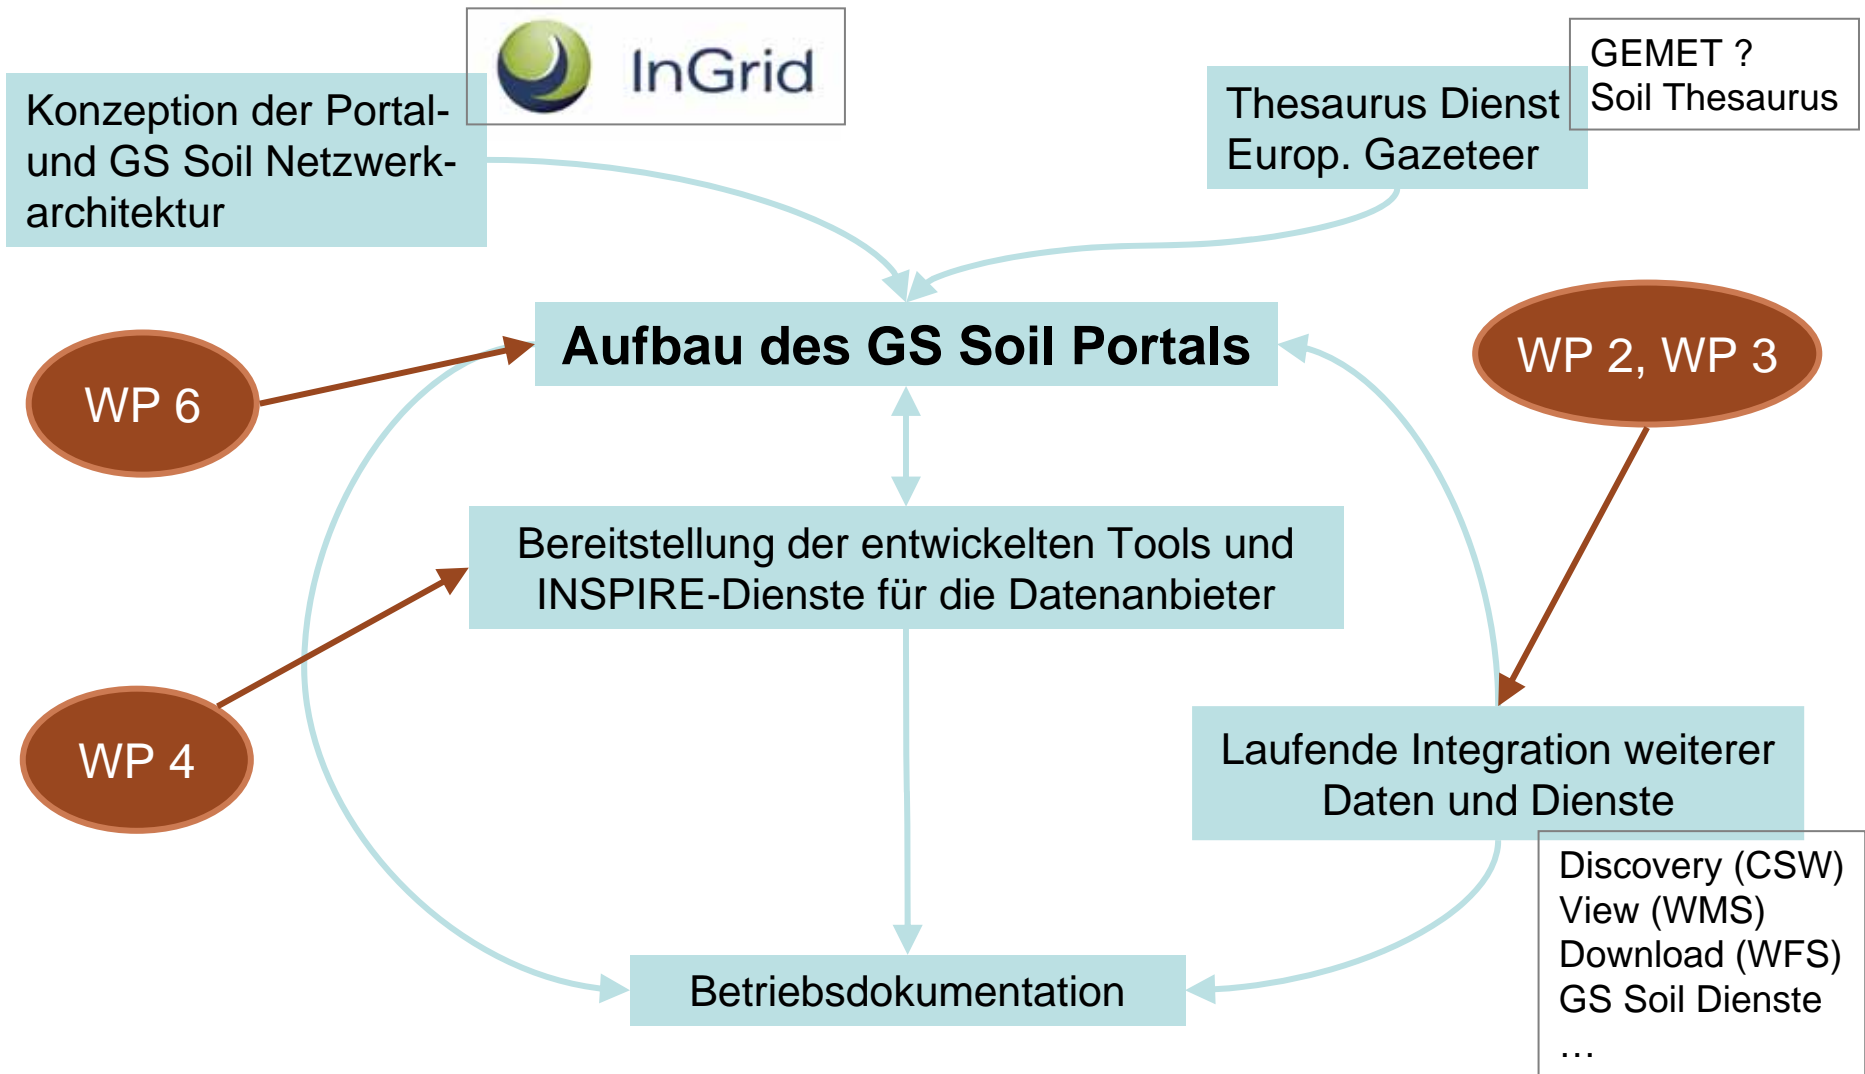 InGrid
Konzeption der Portal-
und GS Soil Netzwerk-
architektur
GEMET ?
Soil Thesaurus
Thesaurus Dienst
Europ. Gazeteer
Aufbau des GS Soil Portals
WP 6
WP 2, WP 3
Bereitstellung der entwickelten Tools und
INSPIRE-Dienste für die Datenanbieter
WP 4
Laufende Integration weiterer
Daten und Dienste
Discovery (CSW)
View (WMS)
Download (WFS)
GS Soil Dienste
…
Betriebsdokumentation